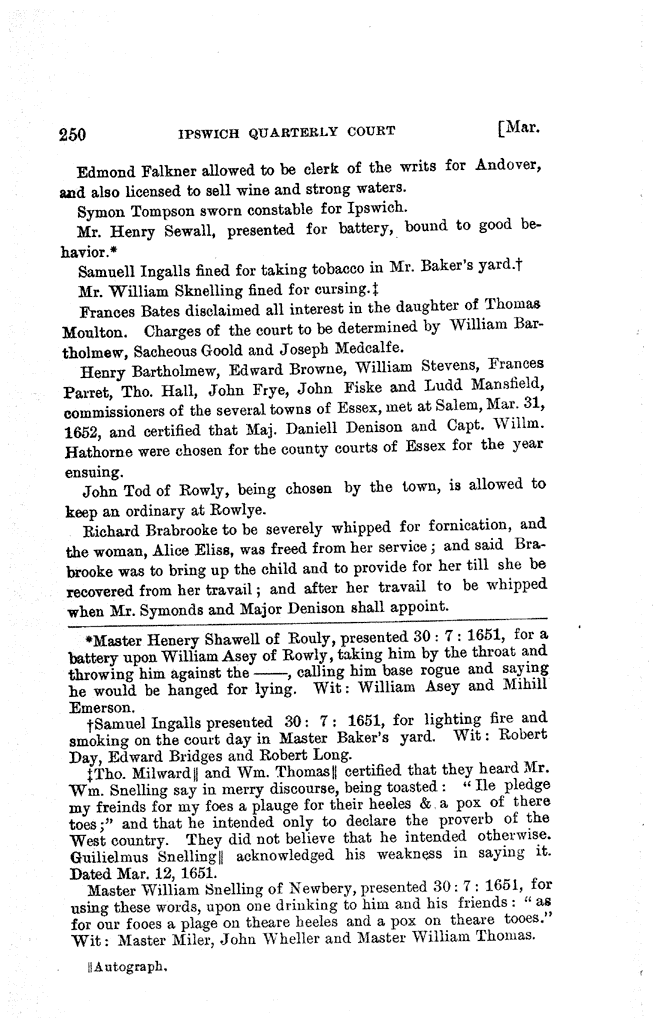 250 IPSWICH QUARTERLY COURT [Mar.
Edmond Falkner allowed to be clerk of the writs for Andover,
and also licensed to sell wine and strong waters.
Symon Tompson sworn constable for Ipswich.
Mr. Henry Sewall, presented for battery, bound to good be-
havior.*
Samuell Ingalls fined for taking tobacco in Mr. Baker's yard.†
Mr. William Sknelling fined for cursing.‡
Frances Bates disclaimed all interest in the daughter of Thomas
Moulton. Charges of the court to be determined by William Bar-
tholmew, Sacheous Goold and Joseph Medcalfe.
Henry Bartholmew, Edward Browne, William Stevens, Frances
Parret, Tho. Hall, John Frye, John Fiske and Ludd Mansfield,
commissioners of the several towns of Essex, met at Salem, Mar. 31,
1652, and certified that Maj. Daniell Denison and Capt. Willm.
Hathorne were chosen for the county courts of Essex for the year
ensuing.
John Tod of Rowly, being chosen by the town, is allowed to
keep an ordinary at Rowlye.
Richard Brabrooke to be severely whipped for fornication, and
the woman, Alice Eliss, was freed from her service; and said Bra-
brooke was to bring up the child and to provide for her till she be
recovered from her travail; and after her travail to be whipped
when Mr. Symonds and Major Denison shall appoint.
*Master Henery Shawell of Rouly, presented 30 : 7 : 1651, for a
battery upon William Asey of Rowly, taking him by the throat and
throwing him against the ——, calling him base rogue and saying
he would be hanged for lying. Wit: William Asey and Mihill
Emerson.
†Samuel Ingalls presented 30: 7: 1651, for lighting fire and
smoking on the court day in Master Baker's yard. Wit: Robert
Day, Edward Bridges and Robert Long.
‡Tho. Milward‖ and Wm. Thomas‖ certified that they heard Mr.
Wm. Snelling say in merry discourse, being toasted : "Ile pledge
my freinds for my foes a plauge for their heeles & a pox of there
toes;" and that he intended only to declare the proverb of the
West country. They did not believe that he intended otherwise.
Guilielmus Snelling‖ acknowledged his weakness in saying it.
Dated Mar. 12, 1651.
Master William Snelling of Newbery, presented 30 : 7 : 1651, for
using these words, upon one drinking to him and his friends : "as
for our fooes a plage on theare heeles and a pox on theare tooes."
Wit: Master Miler, John Wheller and Master William Thomas.
‖Autograph.